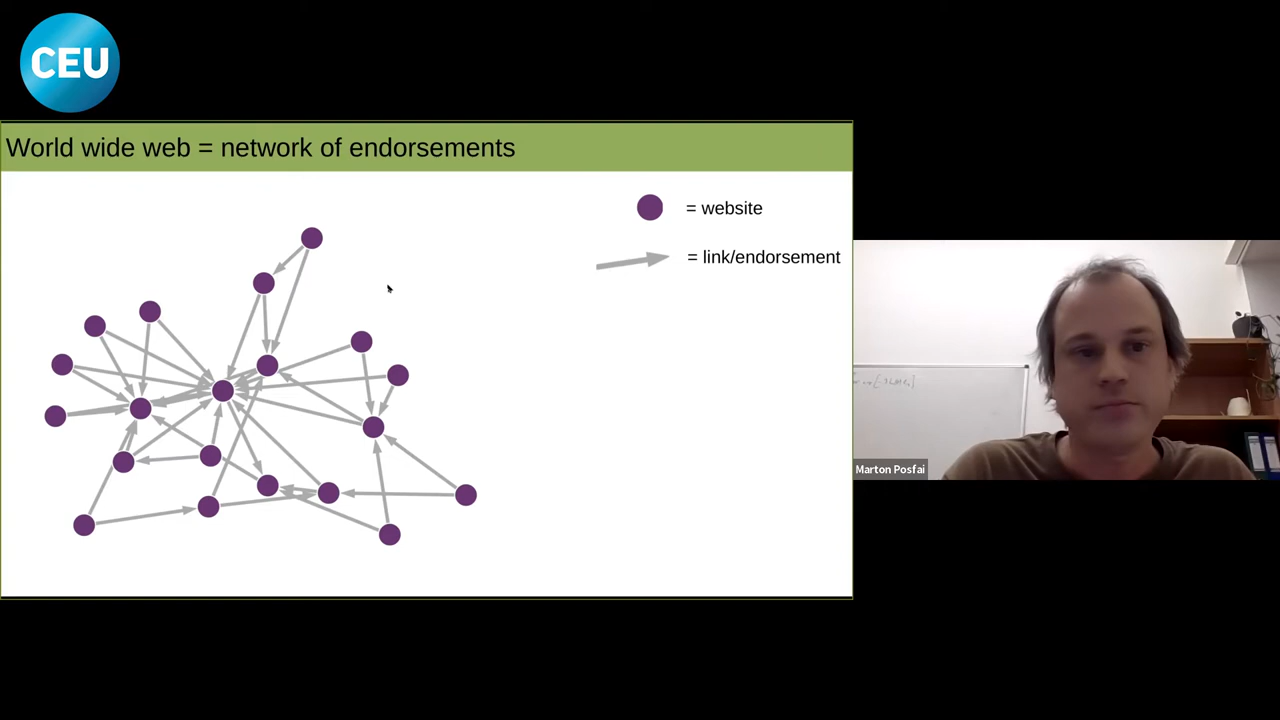 CEU
World wide web = network of endorsements
= website
= link/endorsement
Marton Posfai